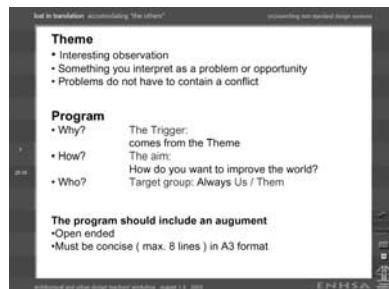 lost in translation accomodating "the others"
Theme
• Interesting observation
• Something you interpret as a problem or opportunity
• Problems do not have to contain a conflict
Program
• Why? The Trigger:
comes from the Theme
• How? The aim:
How do you want to improve the world?
• Who? Target group: Always Us / Them
The program should include an augument
•Open ended
•Must be concise ( max. 8 lines ) in A3 format
ENHSA